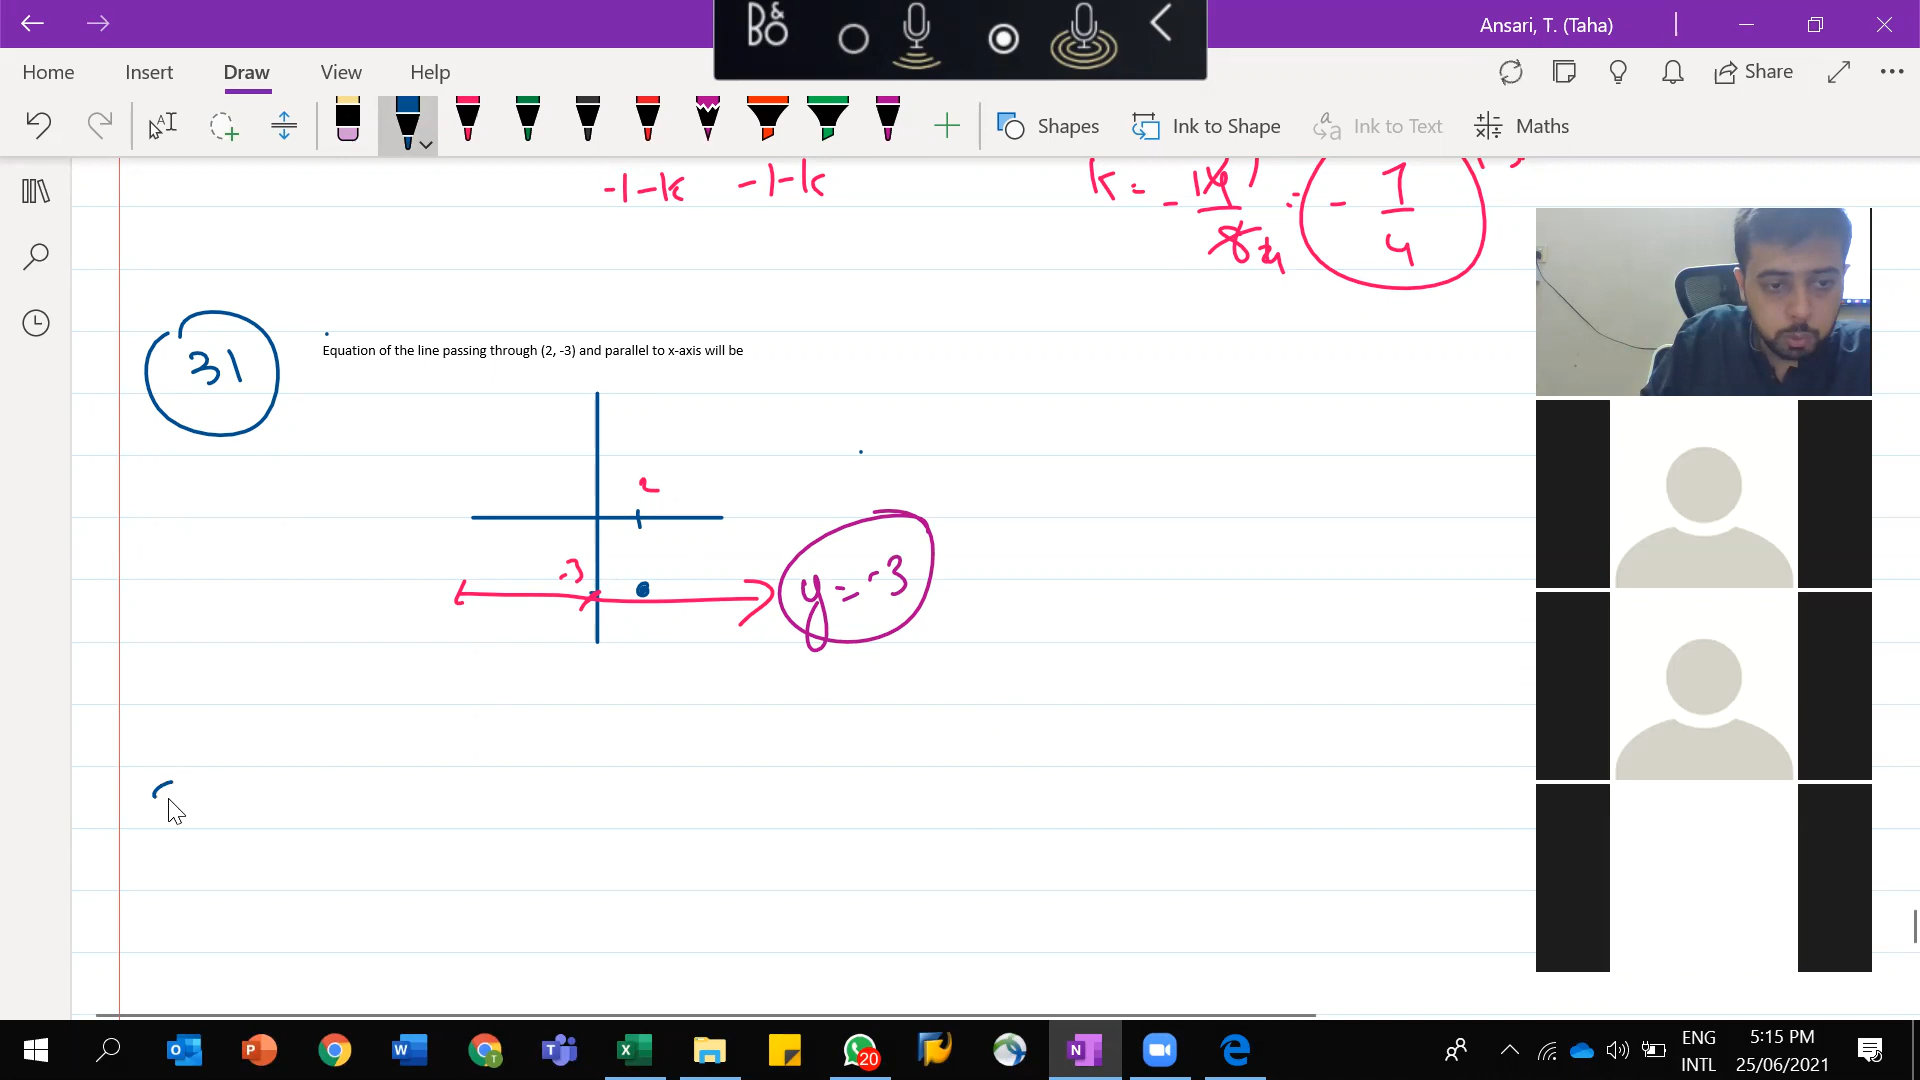 B&O
Ansari, T. (Taha)
Home Insert Draw View Help
Share
Shapes Ink to Shape Ink to Text Maths
-1-k -1-k
k = -
= - 1/4
31
Equation of the line passing through (2, -3) and parallel to x-axis will be
2
-3
y = -3
20
ENG
INTL
5:15 PM
25/06/2021